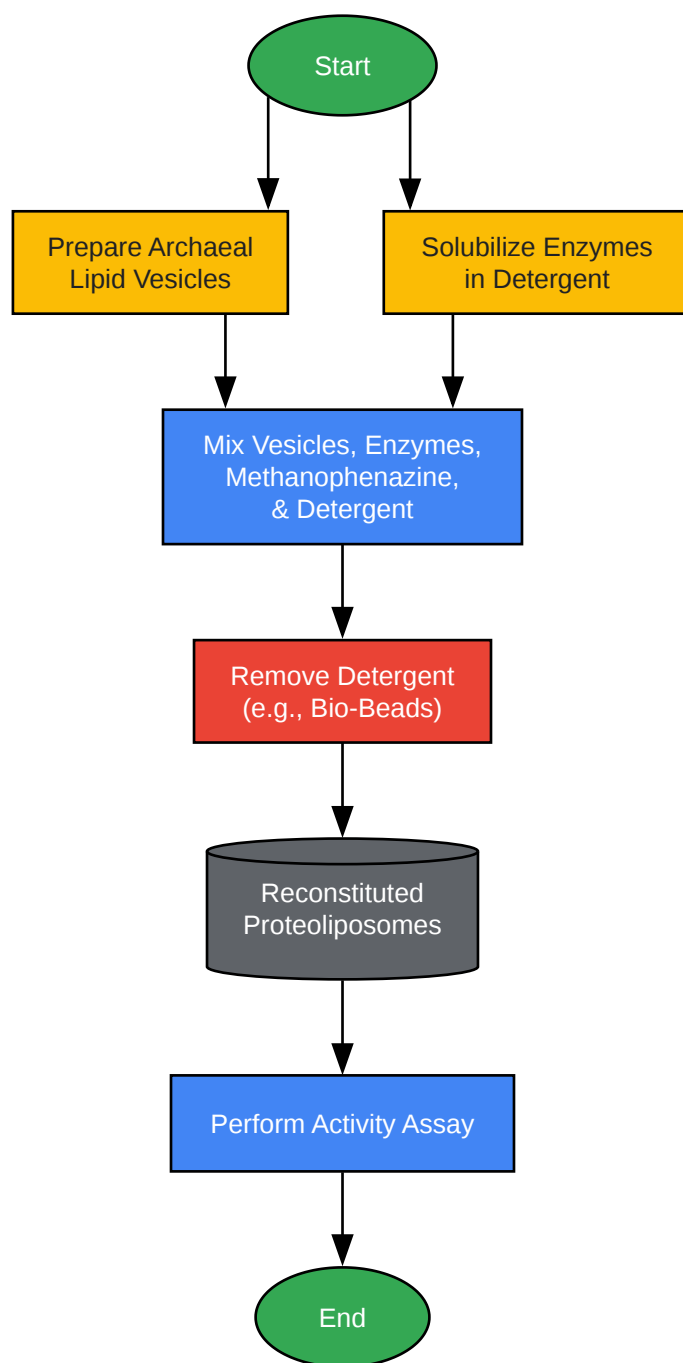 Start
Prepare Archaeal
Lipid Vesicles
Solubilize Enzymes
in Detergent
Mix Vesicles, Enzymes,
Methanophenazine,
& Detergent
Remove Detergent
(e.g., Bio-Beads)
Reconstituted
Proteoliposomes
Perform Activity Assay
End